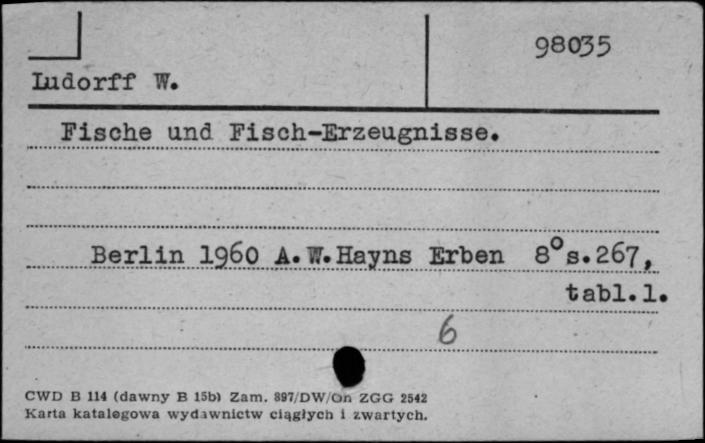 98035
Ludorff W.
Fische und Fisch-Erzeugnisse.
Berlin 1960 A.W.Hayns Erben 8° s.267,
tabl.1.
6
CWD B 114 (dawny B 15b) Zam. 897/DW/Gn ZGG 2542
Karta katalogowa wydawnictw ciągłych i zwartych.